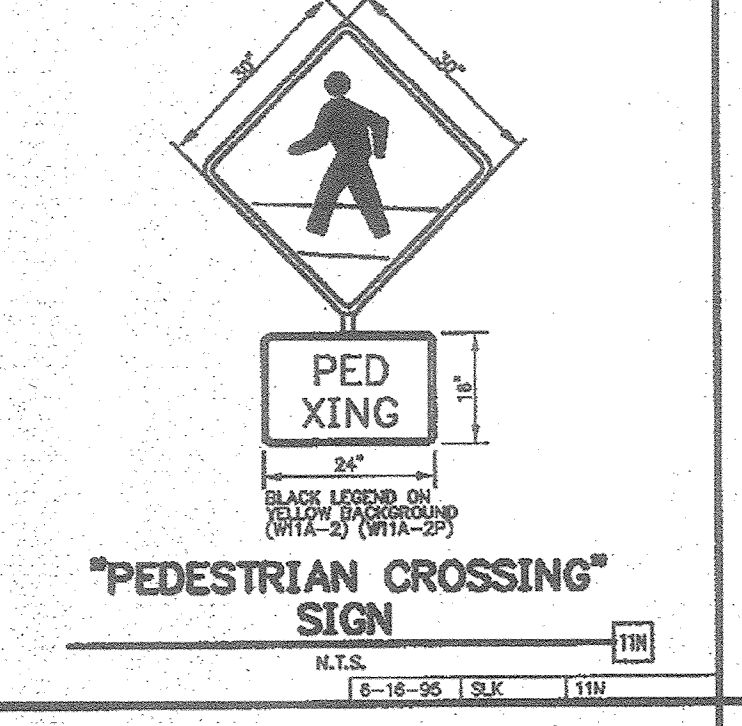 30" 30"
PED
XING
18"
24"
BLACK LEGEND ON
YELLOW BACKGROUND
(W11A-2) (W11A-2P)
"PEDESTRIAN CROSSING"
SIGN
11N
N.T.S.
6-16-95 SLK 11N